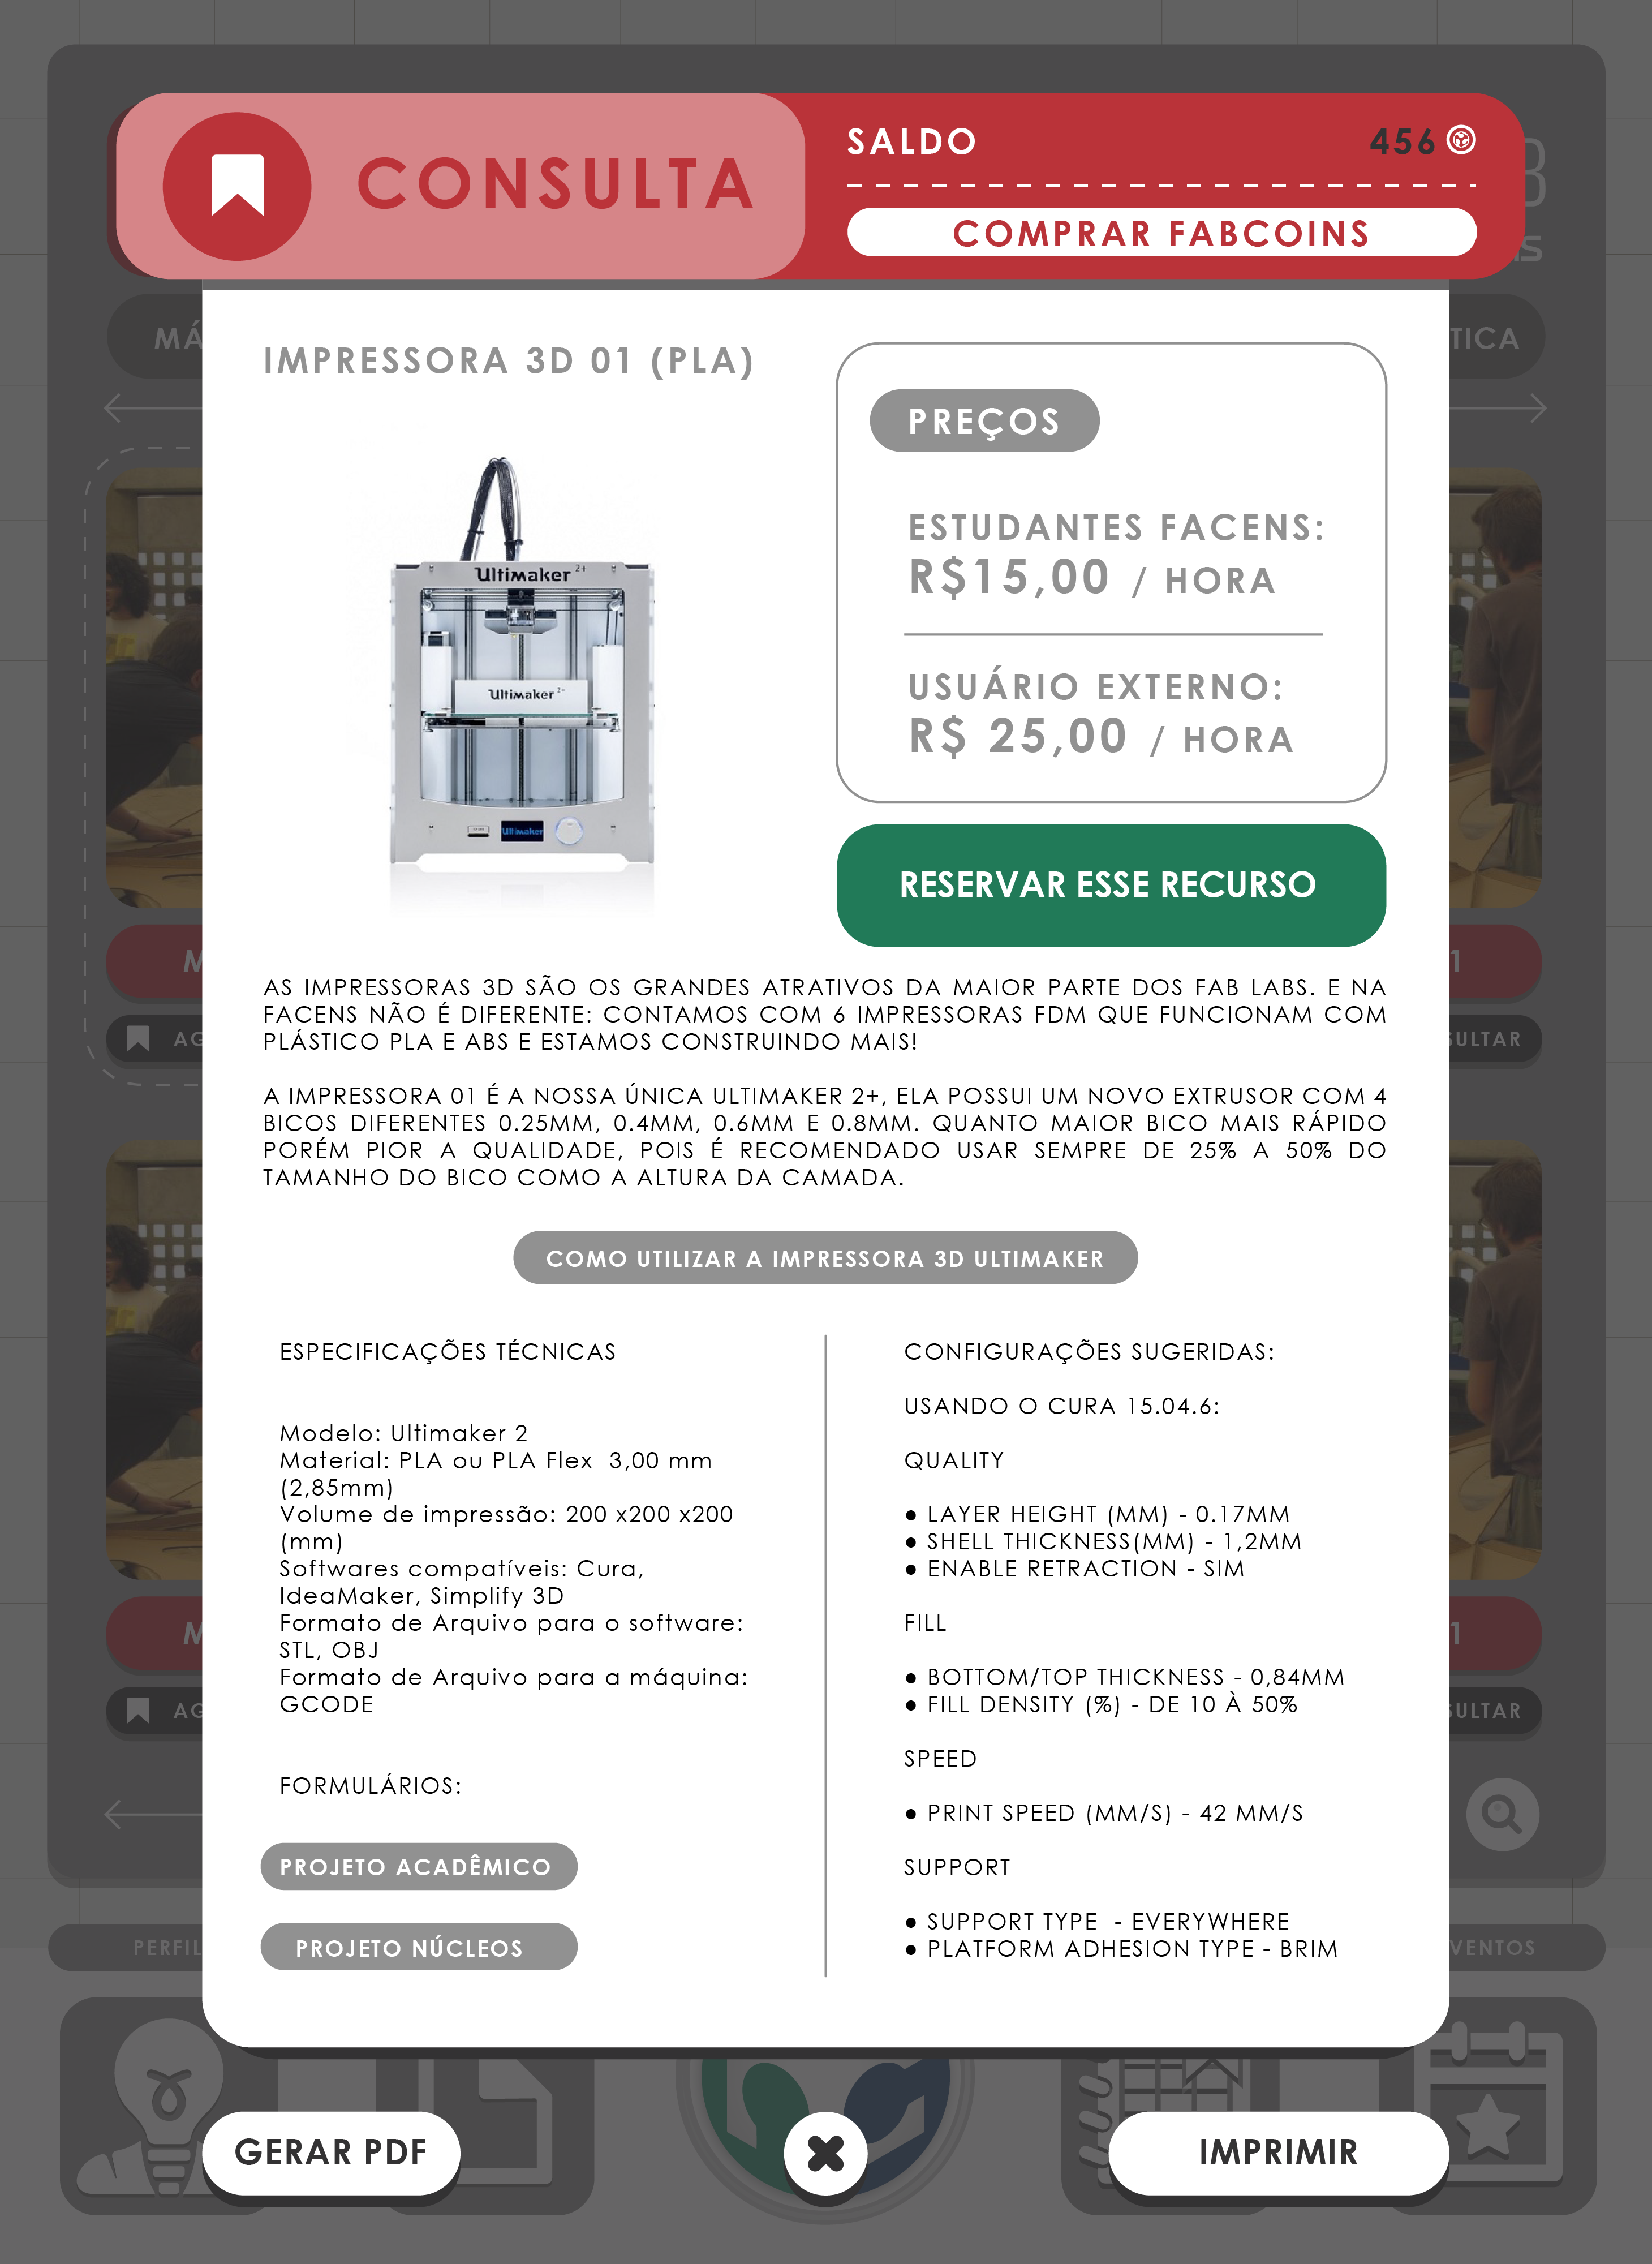 CONSULTA
SALDO 456
COMPRAR FABCOINS
IMPRESSORA 3D 01 (PLA)
Ultimaker 2+
Ultimaker 2+
Ultimaker
PREÇOS
ESTUDANTES FACENS:
R$15,00 / HORA
USUÁRIO EXTERNO:
R$ 25,00 / HORA
RESERVAR ESSE RECURSO
AS IMPRESSORAS 3D SÃO OS GRANDES ATRATIVOS DA MAIOR PARTE DOS FAB LABS. E NA
FACENS NÃO É DIFERENTE: CONTAMOS COM 6 IMPRESSORAS FDM QUE FUNCIONAM COM
PLÁSTICO PLA E ABS E ESTAMOS CONSTRUINDO MAIS!
A IMPRESSORA 01 É A NOSSA ÚNICA ULTIMAKER 2+, ELA POSSUI UM NOVO EXTRUSOR COM 4
BICOS DIFERENTES 0.25MM, 0.4MM, 0.6MM E 0.8MM. QUANTO MAIOR BICO MAIS RÁPIDO
PORÉM PIOR A QUALIDADE, POIS É RECOMENDADO USAR SEMPRE DE 25% A 50% DO
TAMANHO DO BICO COMO A ALTURA DA CAMADA.
COMO UTILIZAR A IMPRESSORA 3D ULTIMAKER
ESPECIFICAÇÕES TÉCNICAS
Modelo: Ultimaker 2
Material: PLA ou PLA Flex 3,00 mm
(2,85mm)
Volume de impressão: 200 x200 x200
(mm)
Softwares compatíveis: Cura,
IdeaMaker, Simplify 3D
Formato de Arquivo para o software:
STL, OBJ
Formato de Arquivo para a máquina:
GCODE
FORMULÁRIOS:
PROJETO ACADÊMICO
PROJETO NÚCLEOS
CONFIGURAÇÕES SUGERIDAS:
USANDO O CURA 15.04.6:
QUALITY
● LAYER HEIGHT (MM) - 0.17MM
● SHELL THICKNESS(MM) - 1,2MM
● ENABLE RETRACTION - SIM
FILL
● BOTTOM/TOP THICKNESS - 0,84MM
● FILL DENSITY (%) - DE 10 À 50%
SPEED
● PRINT SPEED (MM/S) - 42 MM/S
SUPPORT
● SUPPORT TYPE - EVERYWHERE
● PLATFORM ADHESION TYPE - BRIM
PERFIL
GERAR PDF
IMPRIMIR